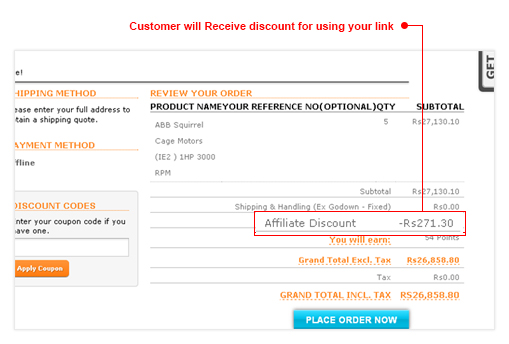 Customer will Receive discount for using your link
GET
e!
HIPPING METHOD
lease enter your full address to
tain a shipping quote.
AYMENT METHOD
ffline
DISCOUNT CODES
nter your coupon code if you
ave one.
Apply Coupon
REVIEW YOUR ORDER
PRODUCT NAMEYOUR REFERENCE NO(OPTIONAL)QTY SUBTOTAL
ABB Squirrel 5 Rs27,130.10
Cage Motors
(IE2 ) 1HP 3000
RPM
Subtotal Rs27,130.10
Shipping & Handling (Ex Godown - Fixed) Rs0.00
Affiliate Discount -Rs271.30
You will earn: 54 Points
Grand Total Excl. Tax Rs26,858.80
Tax Rs0.00
GRAND TOTAL INCL. TAX RS26,858.80
PLACE ORDER NOW